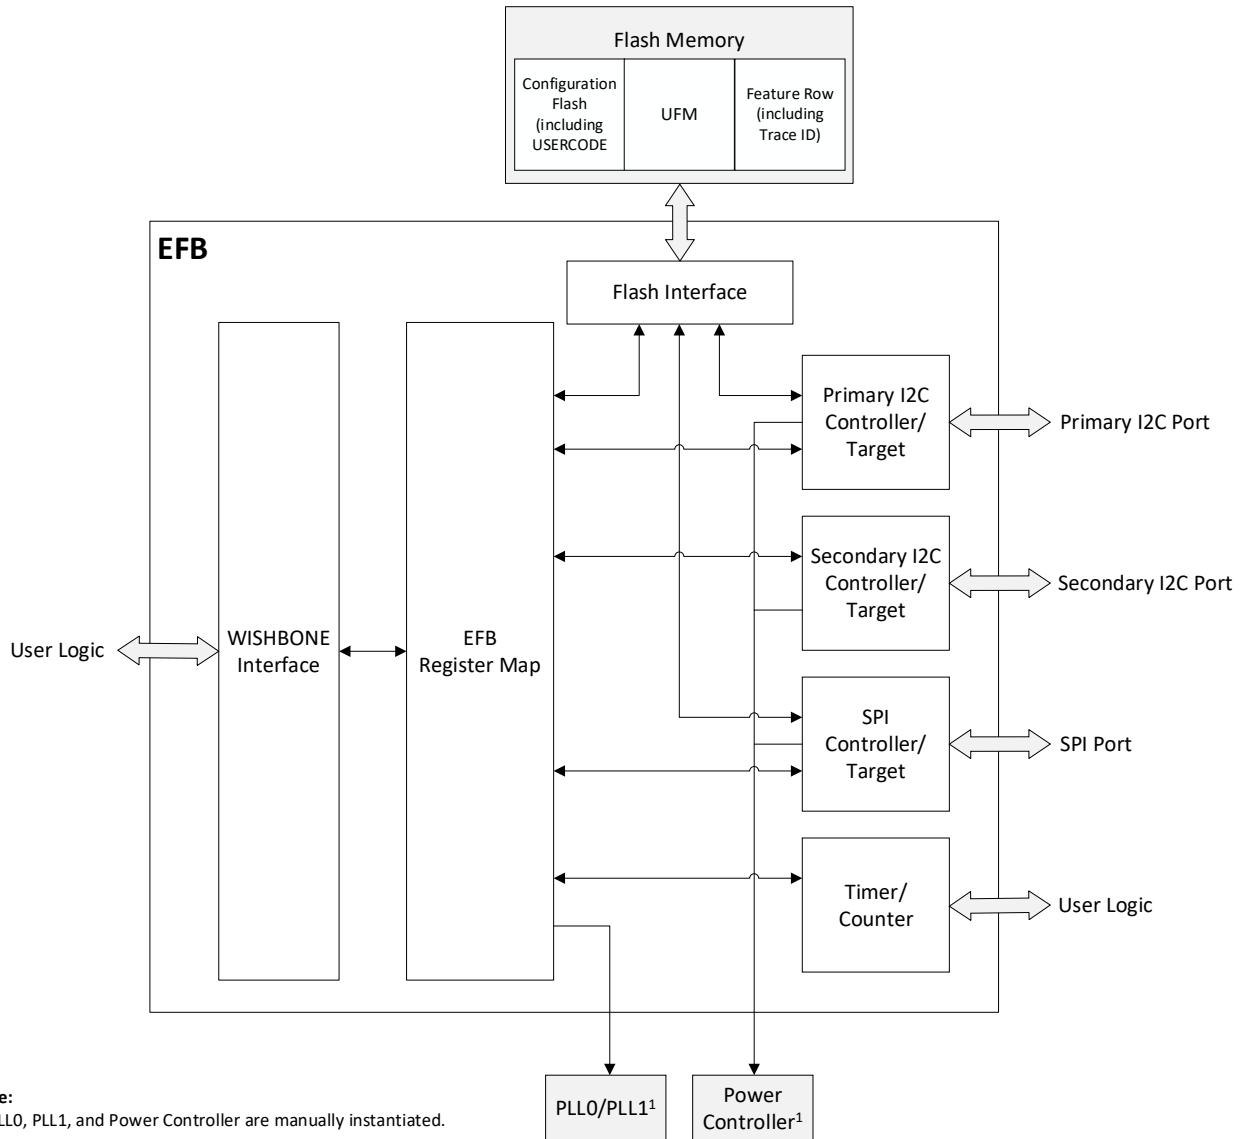 Flash Memory
Configuration
Flash
(including
USERCODE
UFM
Feature Row
(including
Trace ID)
EFB
Flash Interface
Primary I2C
Controller/
Target
Primary I2C Port
Secondary I2C
Controller/
Target
Secondary I2C Port
User Logic
WISHBONE
Interface
EFB
Register Map
SPI
Controller/
Target
SPI Port
Timer/
Counter
User Logic
PLL0/PLL1¹
Power
Controller¹
e:
LL0, PLL1, and Power Controller are manually instantiated.